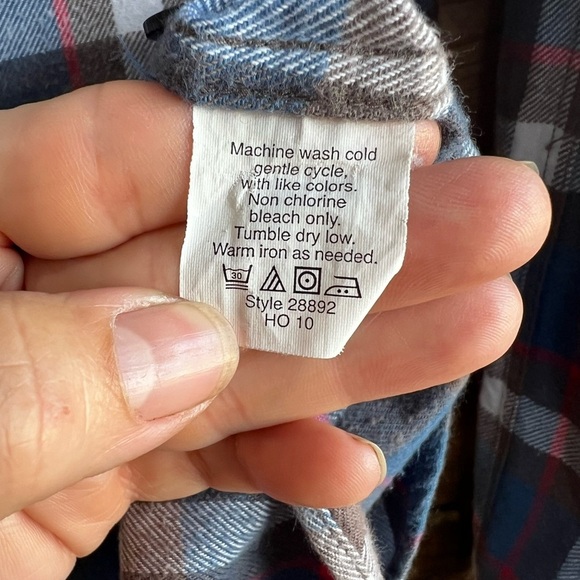 Machine wash cold
gentle cycle,
with like colors.
Non chlorine
bleach only.
Tumble dry low.
Warm iron as needed.
30
Style 28892
HO 10